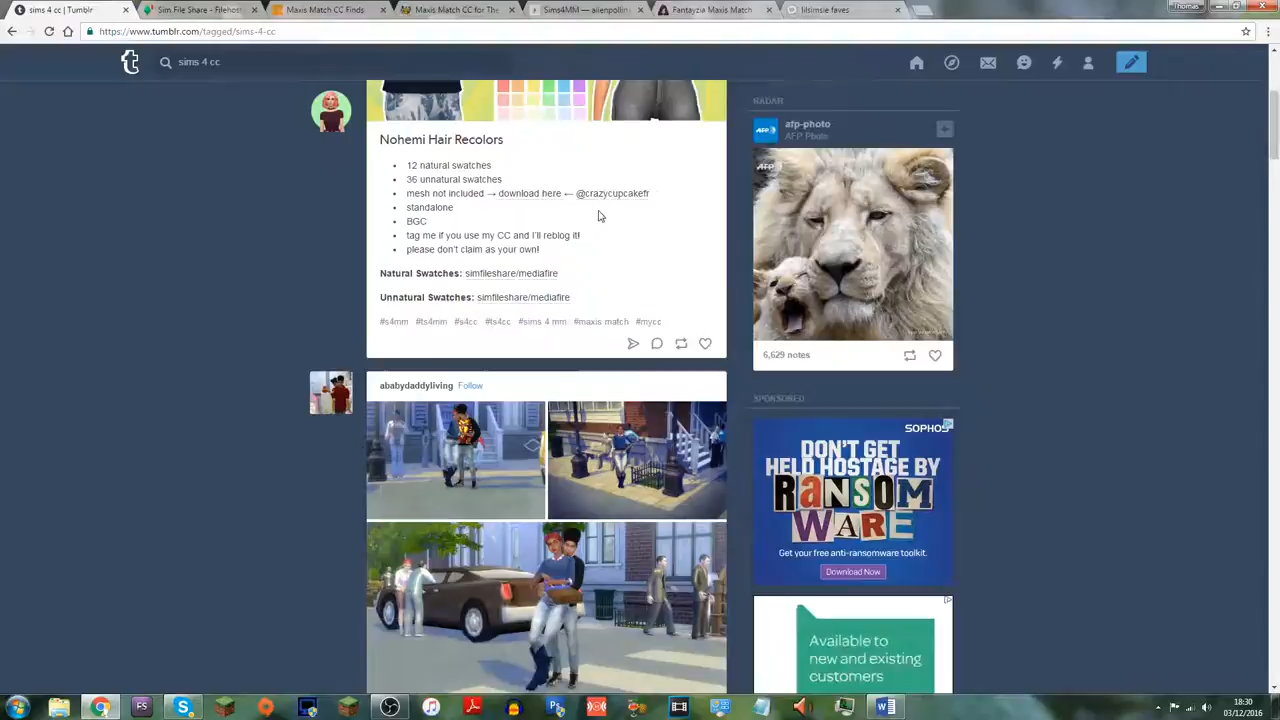 sims 4 cc | Tumblr
Sim File Share - Filehost
Maxis Match CC Finds
Maxis Match CC for The
Sims4MM — alienpollin
Fantayzia Maxis Match
lilsimsie faves
Thomas
https://www.tumblr.com/tagged/sims-4-cc
sims 4 cc
Nohemi Hair Recolors
12 natural swatches
36 unnatural swatches
mesh not included → download here ← @crazycupcakefr
standalone
BGC
tag me if you use my CC and I'll reblog it!
please don't claim as your own!
Natural Swatches: simfileshare/mediafire
Unnatural Swatches: simfileshare/mediafire
#s4mm #ts4mm #s4cc #ts4cc #sims 4 mm #maxis match #mycc
ababydaddyliving Follow
RADAR
afp-photo
AFP Photo
AFP
AFP
6,629 notes
SPONSORED
SOPHOS
DON'T GET
HELD HOSTAGE BY
RANSOM
WARE
Get your free anti-ransomware toolkit.
Download Now
Available to
new and existing
customers
FS
18:30
03/12/2016